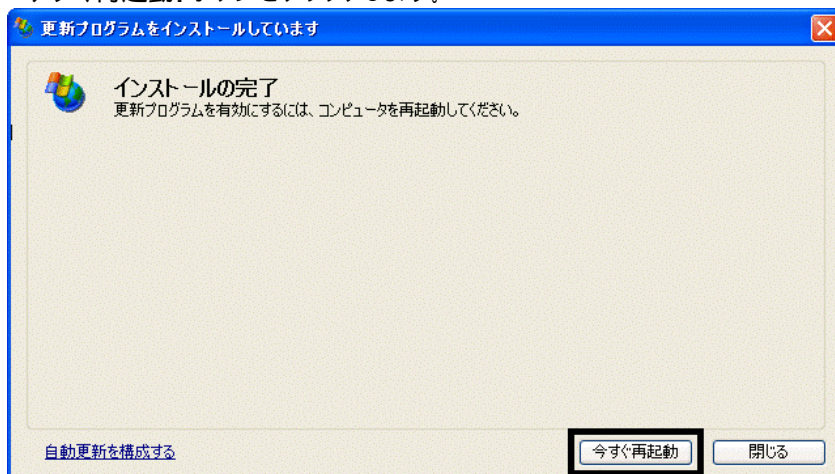 更新プログラムをインストールしています
インストールの完了
更新プログラムを有効にするには、コンピュータを再起動してください。
自動更新を構成する
今すぐ再起動
閉じる